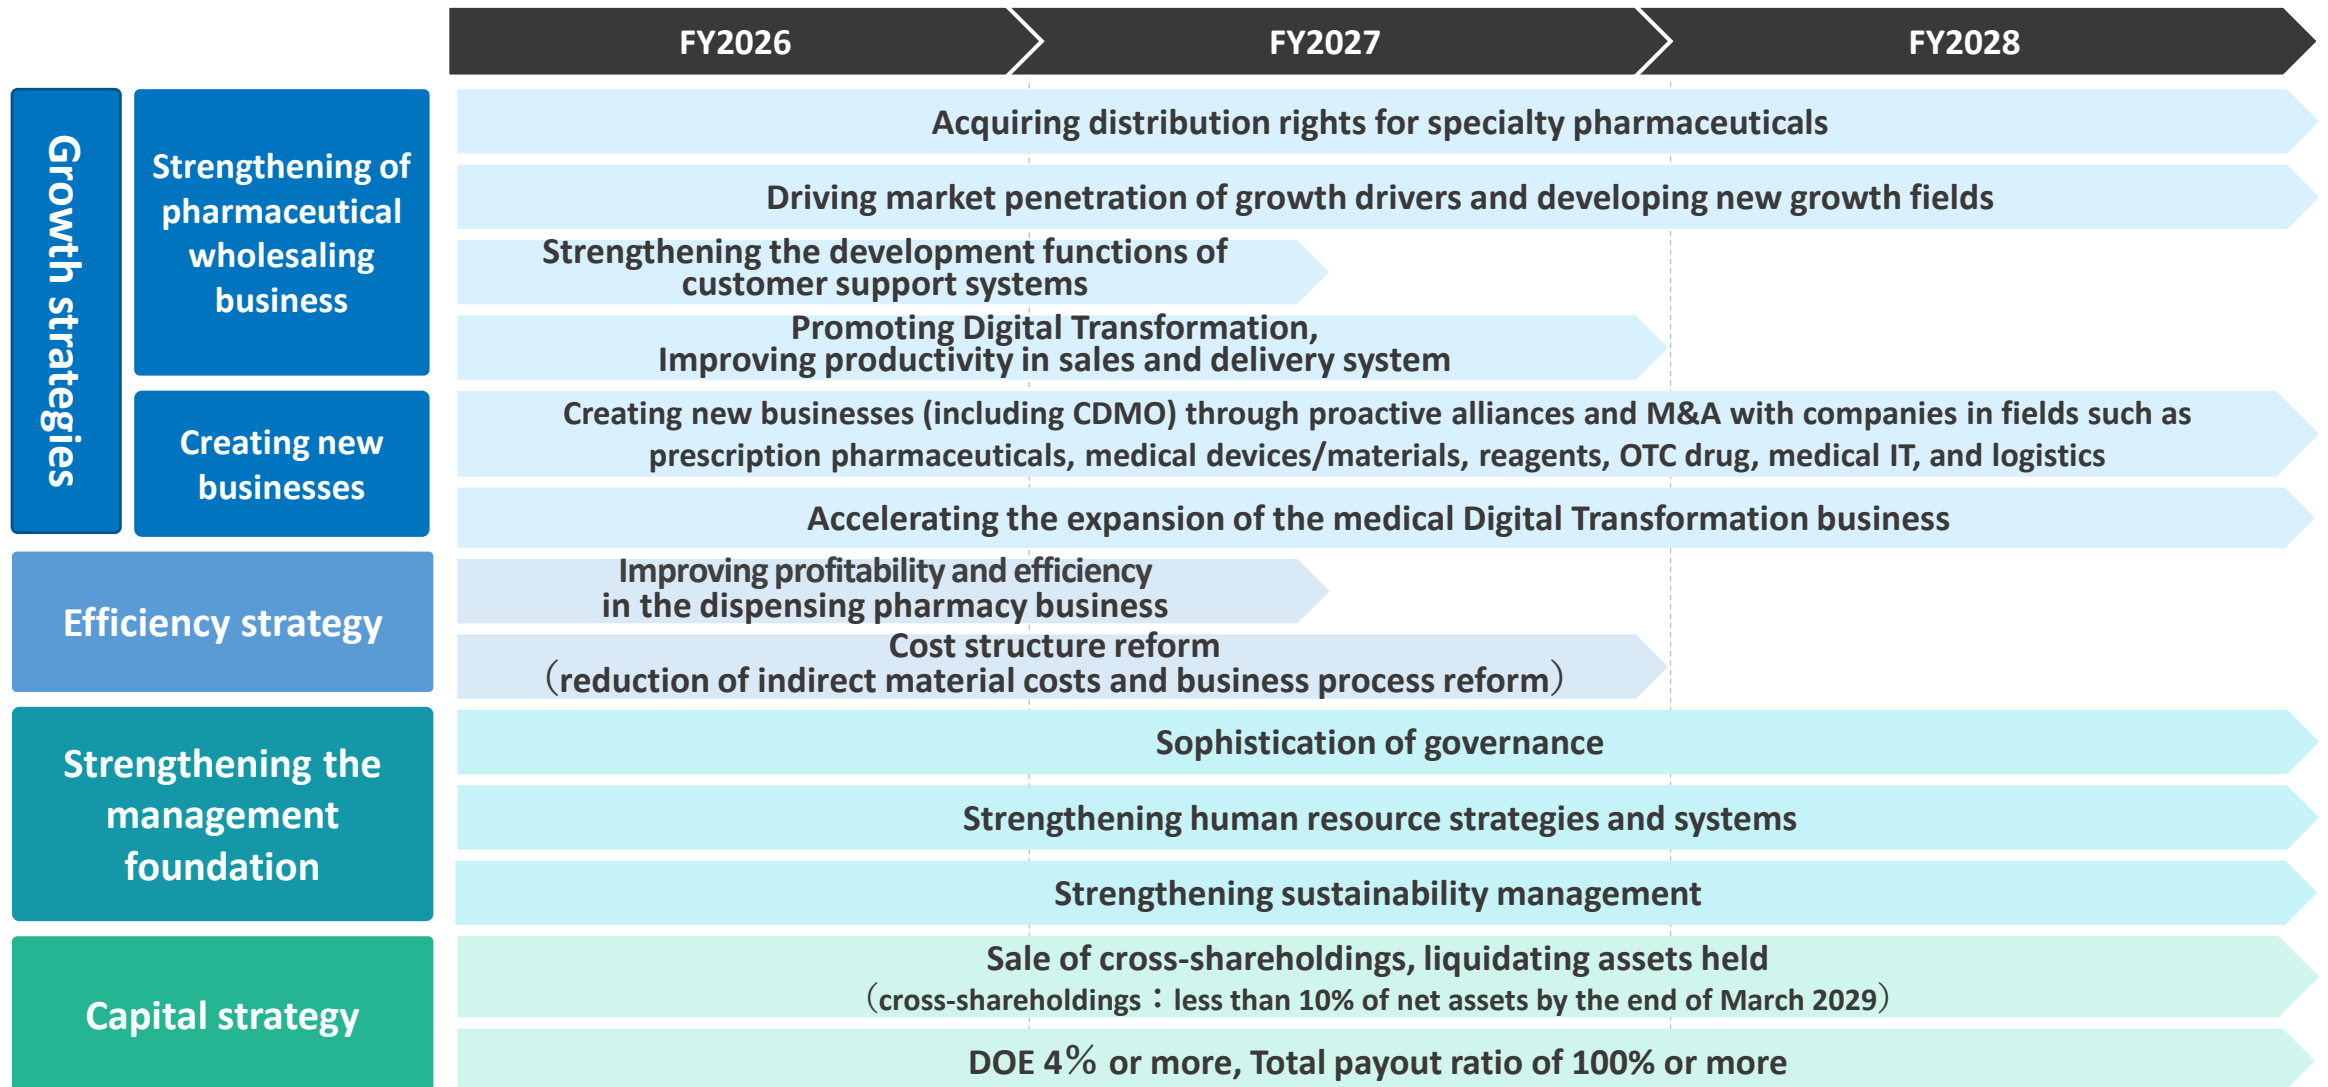 FY2026
FY2027
FY2028
Growth strategies
Strengthening of
pharmaceutical
wholesaling
business
Acquiring distribution rights for specialty pharmaceuticals
Driving market penetration of growth drivers and developing new growth fields
Strengthening the development functions of
customer support systems
Promoting Digital Transformation,
Improving productivity in sales and delivery system
Creating new
businesses
Creating new businesses (including CDMO) through proactive alliances and M&A with companies in fields such as
prescription pharmaceuticals, medical devices/materials, reagents, OTC drug, medical IT, and logistics
Accelerating the expansion of the medical Digital Transformation business
Efficiency strategy
Improving profitability and efficiency
in the dispensing pharmacy business
Cost structure reform
（reduction of indirect material costs and business process reform）
Strengthening the
management
foundation
Sophistication of governance
Strengthening human resource strategies and systems
Strengthening sustainability management
Capital strategy
Sale of cross-shareholdings, liquidating assets held
（cross-shareholdings：less than 10% of net assets by the end of March 2029）
DOE 4％ or more, Total payout ratio of 100% or more